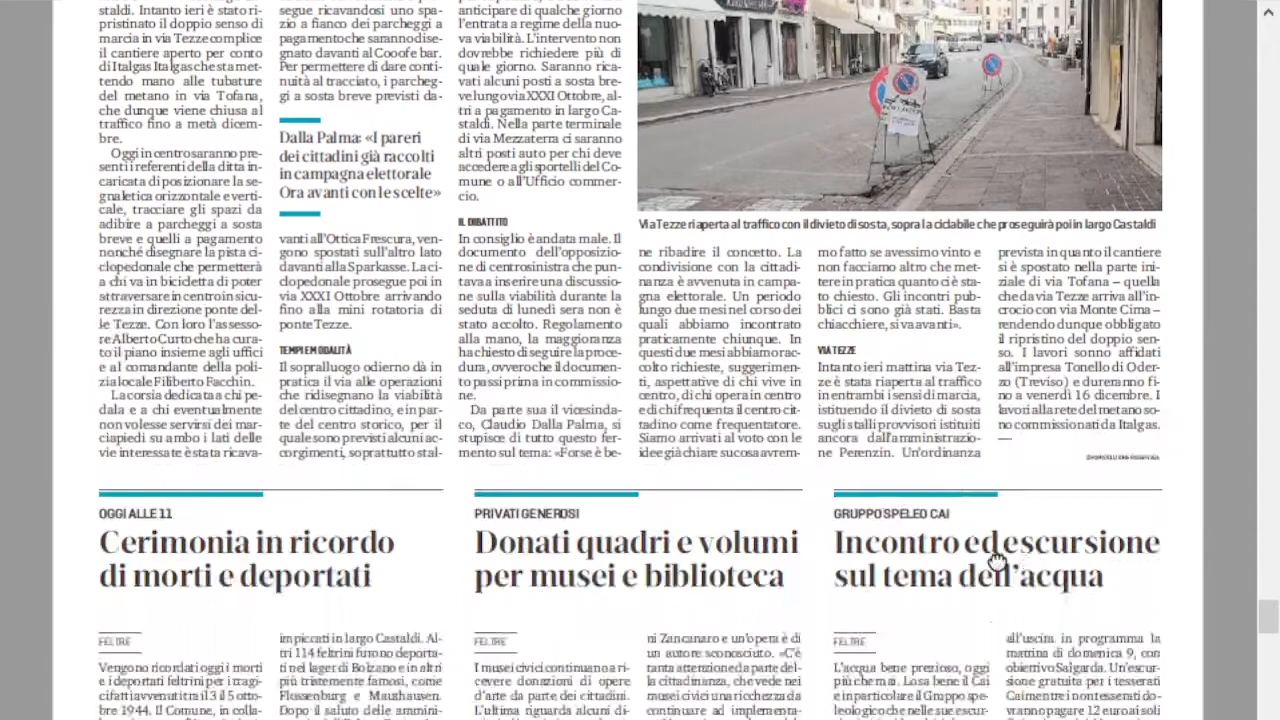 staldi. Intanto ieri è stato ri-
pristinato il doppio senso di
marcia in via Tezze complice
il cantiere aperto per conto
di Italgas Italgas che sta met-
tendo mano alle tubature
del metano in via Tofana,
che dunque viene chiusa al
traffico fino a metà dicem-
bre.
Oggi in centro saranno pre-
senti i referenti della ditta in-
caricata di posizionare la se-
gnaletica orizzontale e verti-
cale, tracciare gli spazi da
adibire a parcheggi a sosta
breve e quelli a pagamento
nonché disegnare la pista ci-
clopedonale che permetterà
a chi va in bicicletta di poter
attraversare in centro in sicu-
rezza in direzione ponte del-
le Tezze. Con loro l'assesso-
re Alberto Curto che ha cura-
to il piano insieme agli uffici
e al comandante della poli-
zia locale Filiberto Facchin.
La corsia dedicata a chi pe-
dala e a chi eventualmente
non volesse servirsi dei mar-
ciapiedi su ambo i lati delle
vie interessate è stata ricava-
segue ricavandosi uno spa-
zio a fianco dei parcheggi a
pagamento che saranno dise-
gnato davanti al Cooofe bar.
Per permettere di dare conti-
nuità al tracciato, i parcheg-
gi a sosta breve previsti da-
Dalla Palma: «I pareri
dei cittadini già raccolti
in campagna elettorale
Ora avanti con le scelte»
vanti all'Ottica Frescura, ven-
gono spostati sull'altro lato
davanti alla Sparkasse. La ci-
clopedonale prosegue poi in
via XXXI Ottobre arrivando
fino alla mini rotatoria di
ponte Tezze.
TEMPI E MODALITÀ
Il sopralluogo odierno dà in
pratica il via alle operazioni
che ridisegnano la viabilità
del centro cittadino, e in par-
te del centro storico, per il
quale sono previsti alcuni ac-
corgimenti, soprattutto stal-
anticipare di qualche giorno
l'entrata a regime della nuo-
va viabilità. L'intervento non
dovrebbe richiedere più di
quale giorno. Saranno rica-
vati alcuni posti a sosta bre-
ve lungo via XXXI Ottobre, al-
tri a pagamento in largo Ca-
staldi. Nella parte terminale
di via Mezzaterra ci saranno
altri posti auto per chi deve
accedere agli sportelli del Co-
mune o all'Ufficio commer-
cio.
IL DIBATTITO
In consiglio è andata male. Il
documento dell'opposizio-
ne di centrosinistra che pun-
tava a inserire una discussio-
ne sulla viabilità durante la
seduta di lunedì sera non è
stato accolto. Regolamento
alla mano, la maggioranza
ha chiesto di seguire la proce-
dura, ovvero che il documen-
to passi prima in commissio-
ne.
Da parte sua il vicesinda-
co, Claudio Dalla Palma, si
stupisce di tutto questo fer-
mento sul tema: «Forse è be-
Via Tezze riaperta al traffico con il divieto di sosta, sopra la ciclabile che proseguirà poi in largo Castaldi
ne ribadire il concetto. La
condivisione con la cittadi-
nanza è avvenuta in campa-
gna elettorale. Un periodo
lungo due mesi nel corso dei
quali abbiamo incontrato
praticamente chiunque. In
questi due mesi abbiamo rac-
colto richieste, suggerimen-
ti, aspettative di chi vive in
centro, di chi opera in centro
e di chi frequenta il centro cit-
tadino come frequentatore.
Siamo arrivati al voto con le
idee già chiare su cosa avrem-
mo fatto se avessimo vinto e
non facciamo altro che met-
tere in pratica quanto ci è sta-
to chiesto. Gli incontri pub-
blici ci sono già stati. Basta
chiacchiere, si va avanti».
VIA TEZZE
Intanto ieri mattina via Tez-
ze è stata riaperta al traffico
in entrambi i sensi di marcia,
istituendo il divieto di sosta
sugli stalli provvisori istituiti
ancora dall'amministrazio-
ne Perenzin. Un'ordinanza
prevista in quanto il cantiere
si è spostato nella parte ini-
ziale di via Tofana – quella
che da via Tezze arriva all'in-
crocio con via Monte Cima –
rendendo dunque obbligato
il ripristino del doppio sen-
so. I lavori sono affidati
all'impresa Tonello di Oder-
zo (Treviso) e dureranno fi-
no a venerdì 16 dicembre. I
lavori alla rete del metano so-
no commissionati da Italgas.
OGGI ALLE 11
Cerimonia in ricordo
di morti e deportati
FELTRE
Vengono ricordati oggi i morti
e i deportati feltrini per i tragi-
ci fatti avvenuti tra il 3 il 5 otto-
bre 1944. Il Comune, in colla-
impiccati in largo Castaldi. Al-
tri 114 feltrini furono deporta-
ti nel lager di Bolzano e in altri
più tristemente famosi, come
Flossenburg e Mauthausen.
Dopo il saluto delle ammini-
PRIVATI GENEROSI
Donati quadri e volumi
per musei e biblioteca
FELTRE
I musei civici continuano a ri-
cevere donazioni di opere
d'arte da parte dei cittadini.
L'ultima riguarda alcuni di-
ni Zancanaro e un'opera è di
un autore sconosciuto. «C'è
tanta attenzione da parte del-
la cittadinanza, che vede nei
musei civici una ricchezza da
continuare ad implementa-
GRUPPO SPELEO CAI
Incontro ed escursione
sul tema dell'acqua
FELTRE
L'acqua bene prezioso, oggi
più che mai. Lo sa bene il Cai
e in particolare il Gruppo spe-
leologico che nelle sue escur-
all'uscita in programma la
mattina di domenica 9, con
obiettivo Salgarda. Un'escur-
sione gratuita per i tesserati
Cai mentre i non tesserati do-
vranno pagare 12 euro ai soli